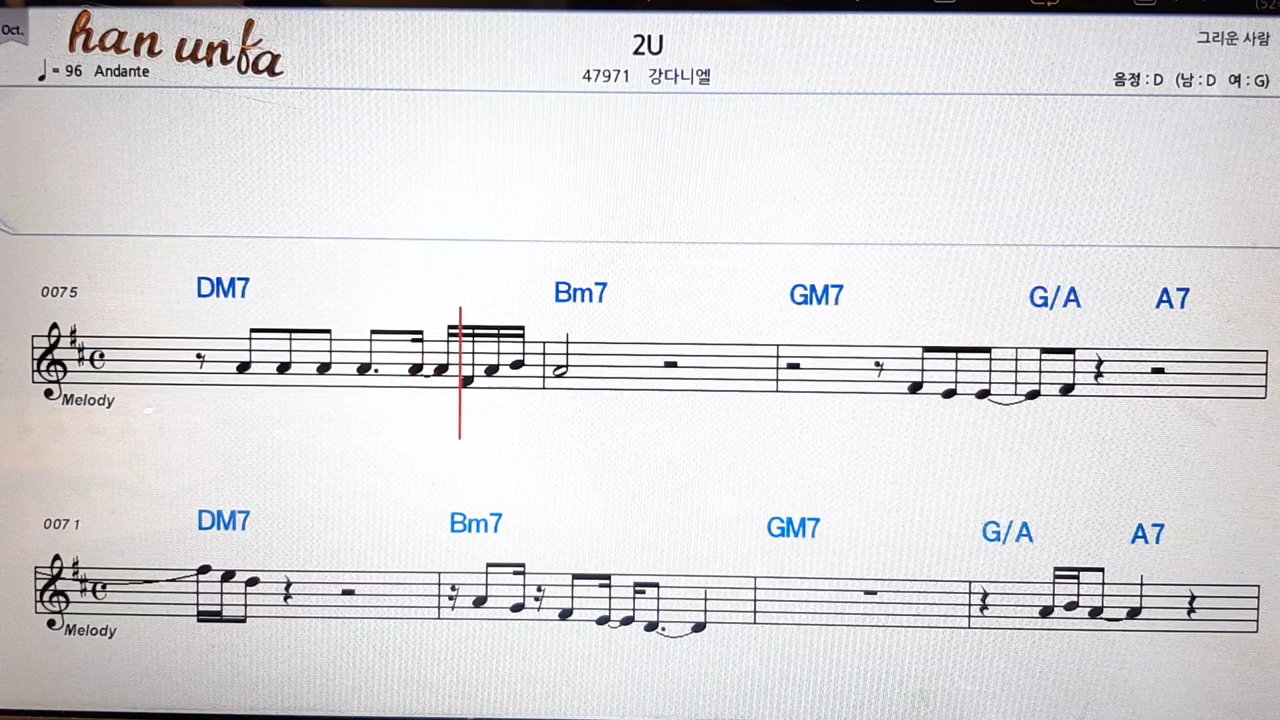 Oct.
han unfa
♩= 96 Andante
2U
47971 강다니엘
그리운 사람
음정 : D (남 : D 여 : G)
0075
DM7 Bm7 GM7 G/A A7
Melody
0071
DM7 Bm7 GM7 G/A A7
Melody